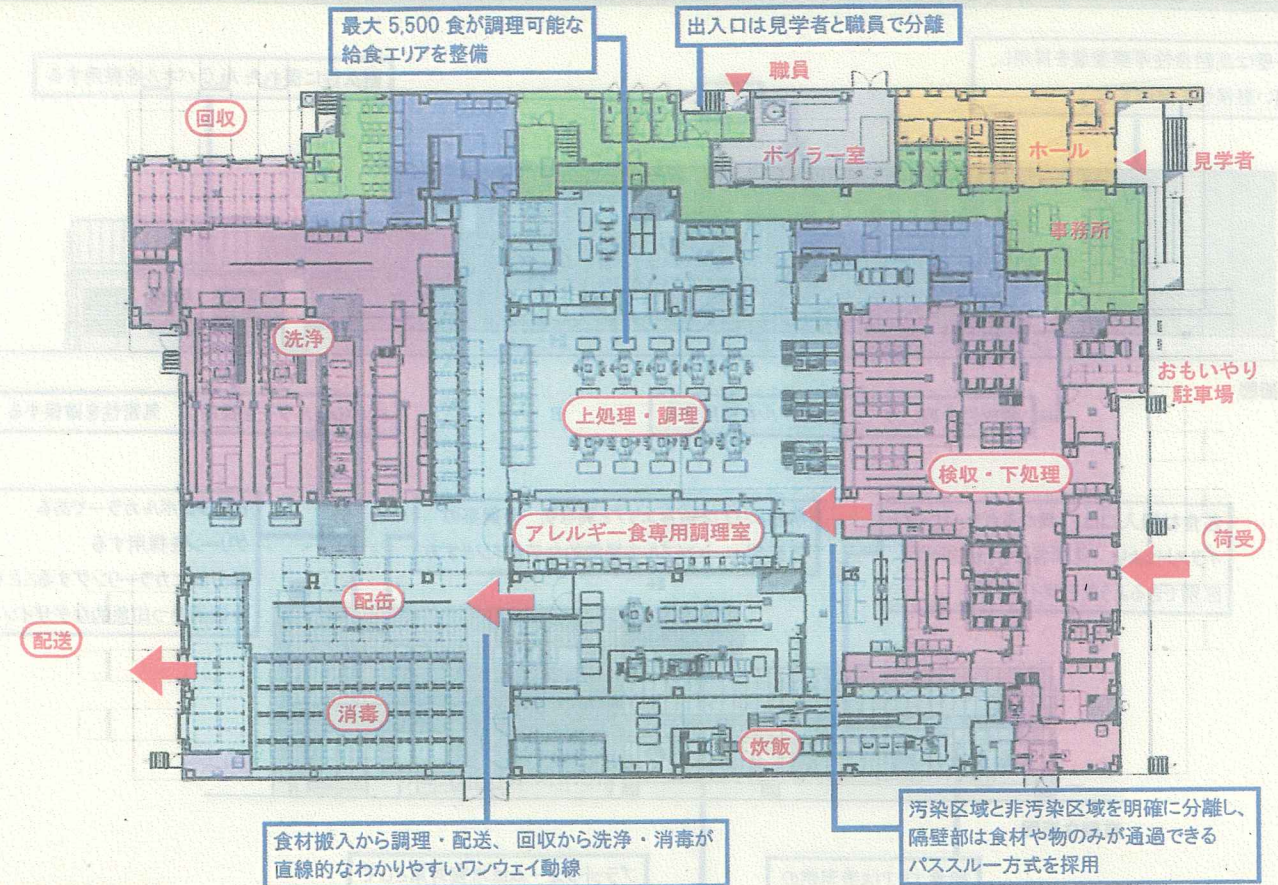 最大 5,500 食が調理可能な
給食エリアを整備
出入口は見学者と職員で分離
職員
回収
ボイラー室
ホール
見学者
事務所
洗浄
おもいやり
駐車場
上処理・調理
検収・下処理
アレルギー食専用調理室
荷受
配缶
配送
消毒
炊飯
食材搬入から調理・配送、回収から洗浄・消毒が
直線的なわかりやすいワンウェイ動線
汚染区域と非汚染区域を明確に分離し、
隔壁部は食材や物のみが通過できる
パススルー方式を採用